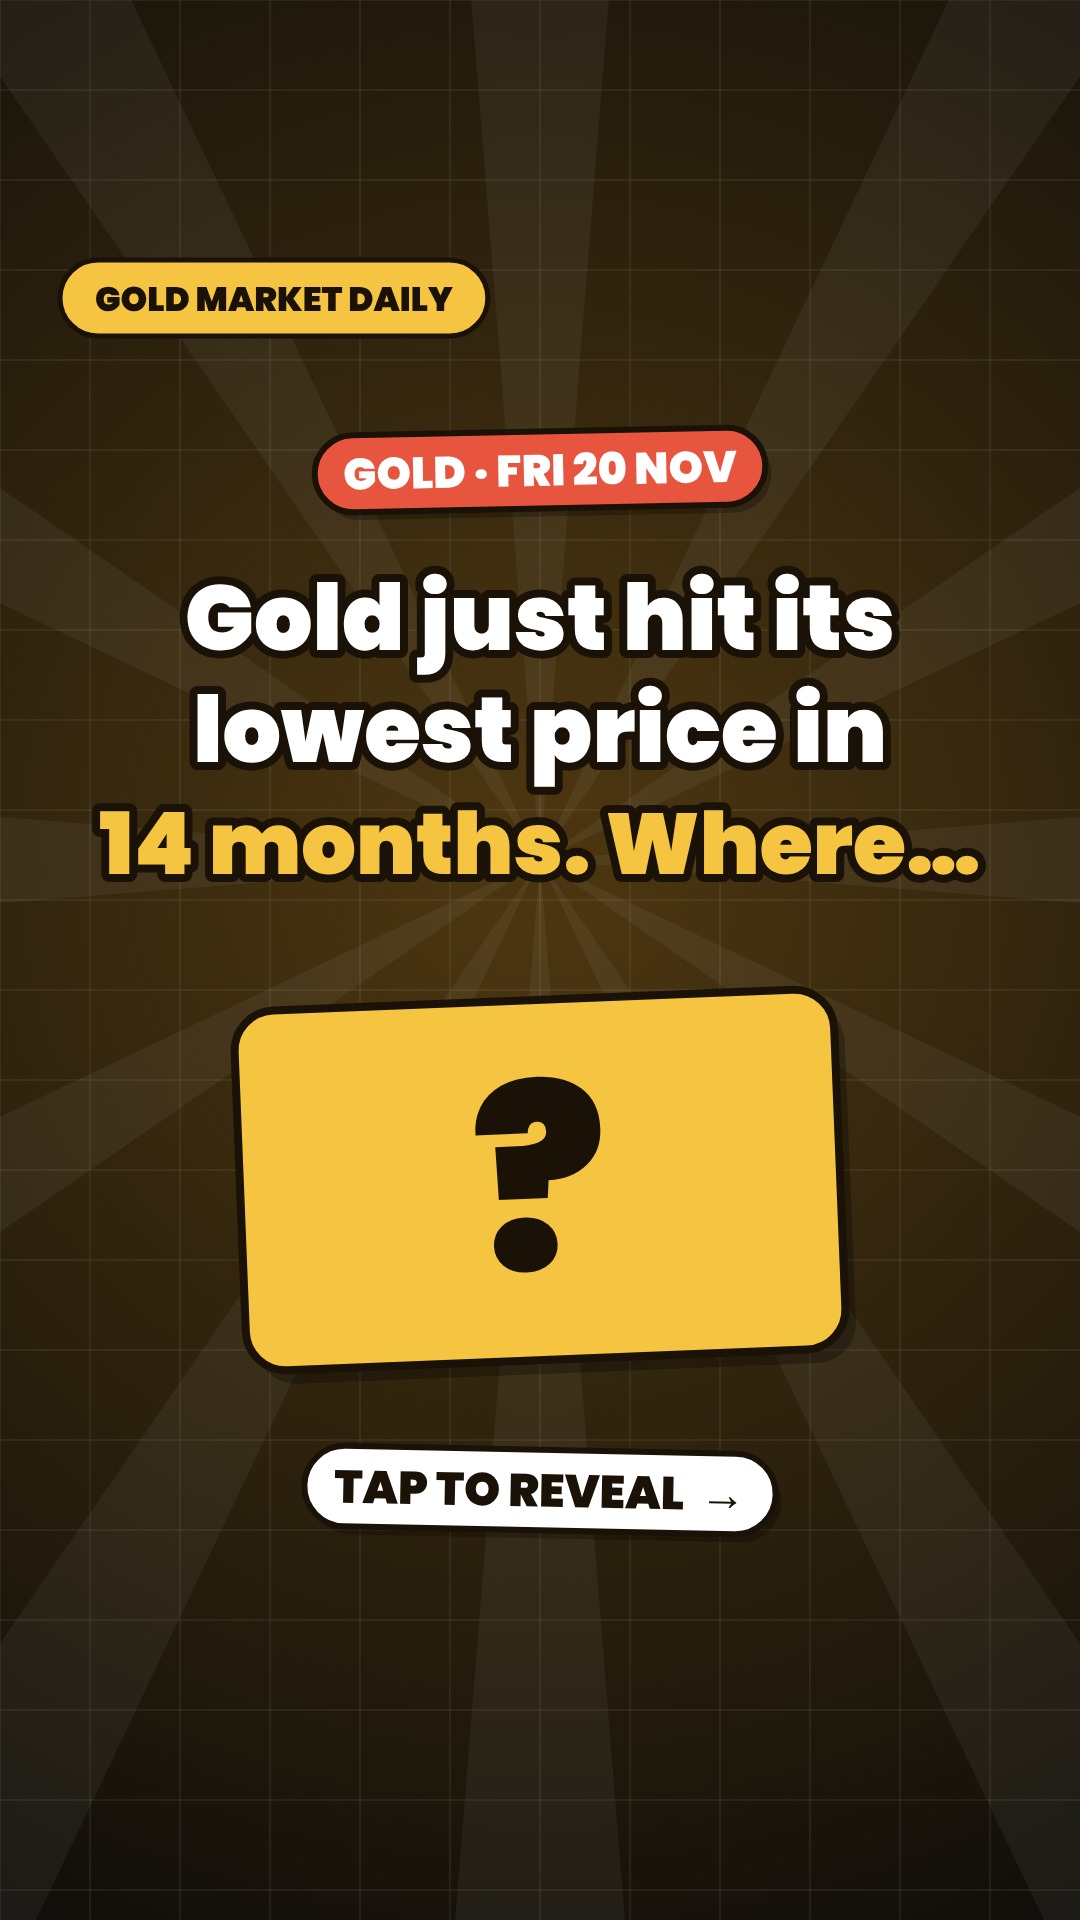 GOLD MARKET DAILY
GOLD • FRI 20 NOV
Gold just hit its
lowest price in
14 months. Where...
?
TAP TO REVEAL →